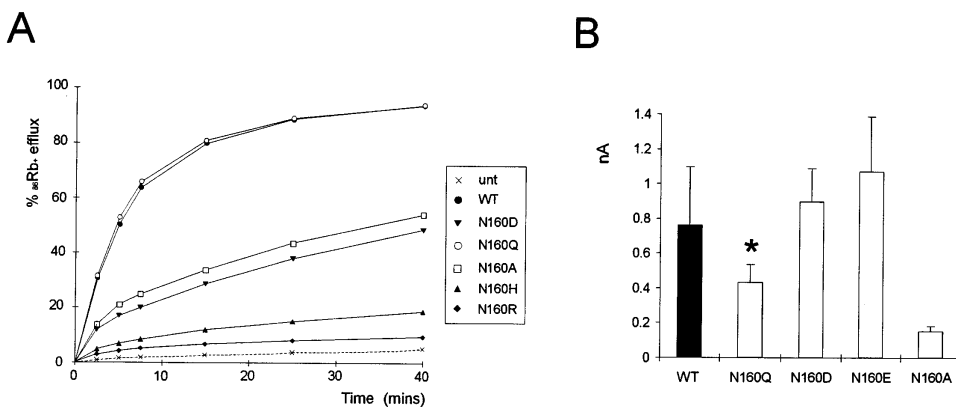 A
% 86Rb+ efflux
100
80
60
40
20
0
0 10 20 30 40
Time (mins)
unt
WT
N160D
N160Q
N160A
N160H
N160R
B
nA
1.4
1.2
1
0.8
0.6
0.4
0.2
0
*
WT N160Q N160D N160E N160A